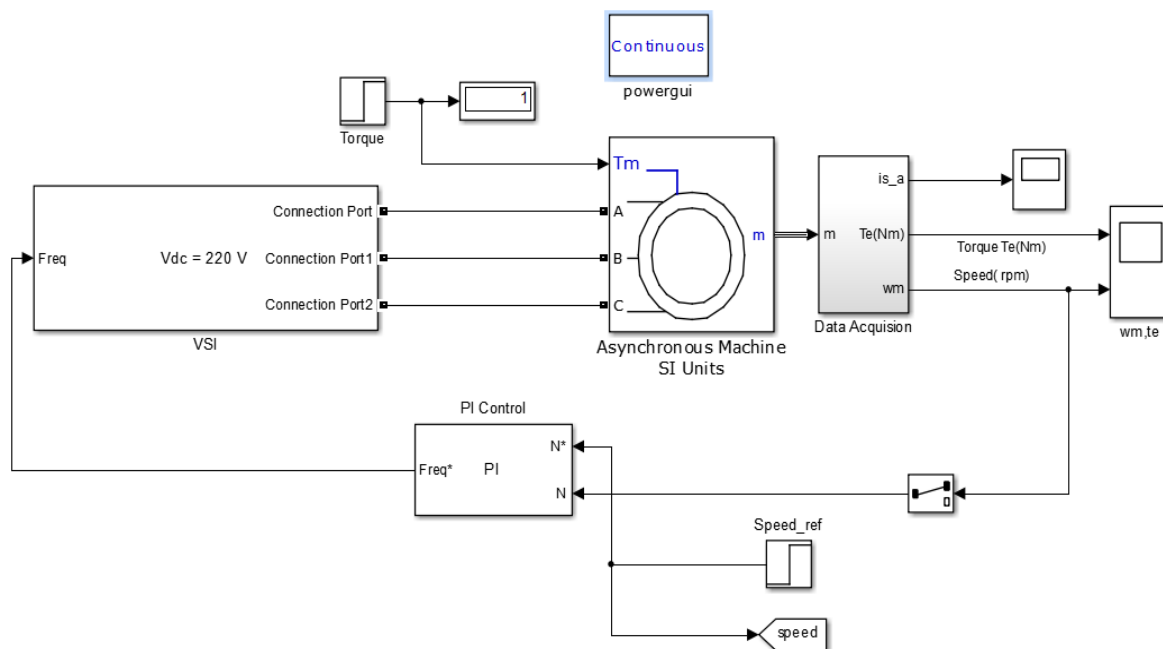 Continuous
powergui
1
Torque
Tm
Connection Port
A
is_a
Freq
Vdc = 220 V
Connection Port1
B
m
m
Te(Nm)
Torque Te(Nm)
Speed( rpm)
Connection Port2
C
wm
VSI
Asynchronous Machine
SI Units
Data Acquision
wm,te
PI Control
N*
Freq*
PI
N
Speed_ref
speed